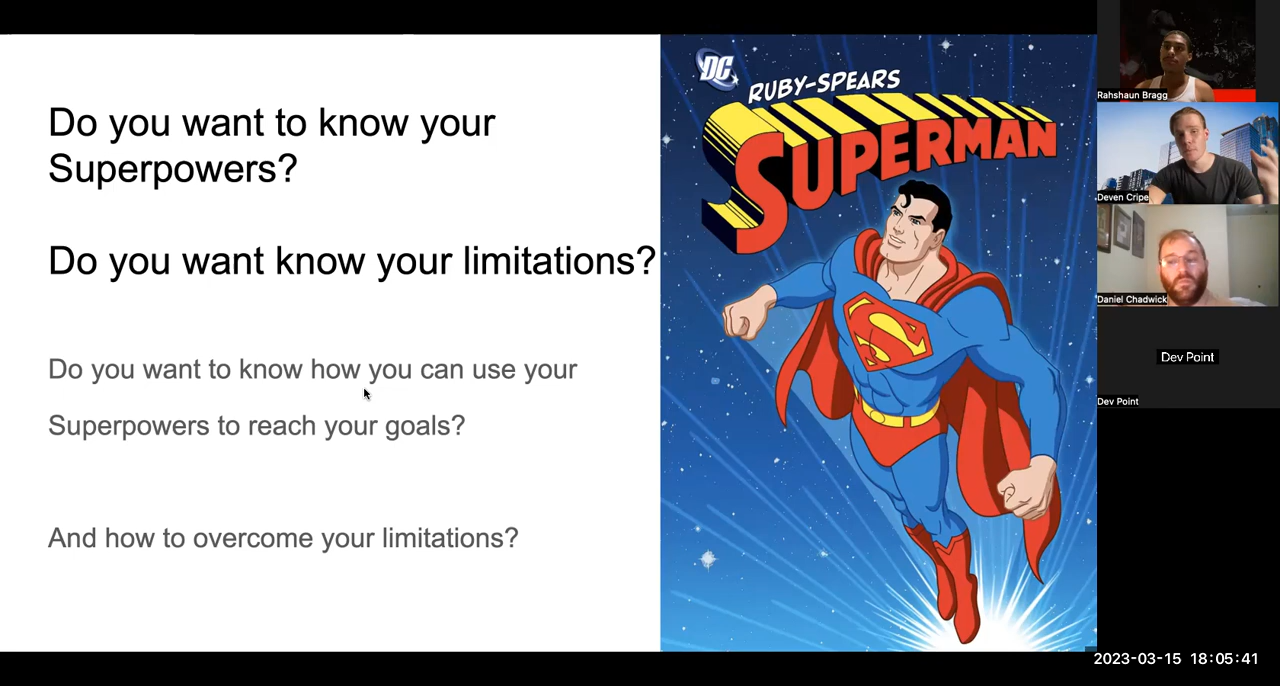 Do you want to know your
Superpowers?
Do you want know your limitations?
Do you want to know how you can use your
Superpowers to reach your goals?
And how to overcome your limitations?
DC
RUBY-SPEARS
SUPERMAN
S
Rahshaun Bragg
Deven Cripe
Daniel Chadwick
Dev Point
Dev Point
2023-03-15 18:05:41